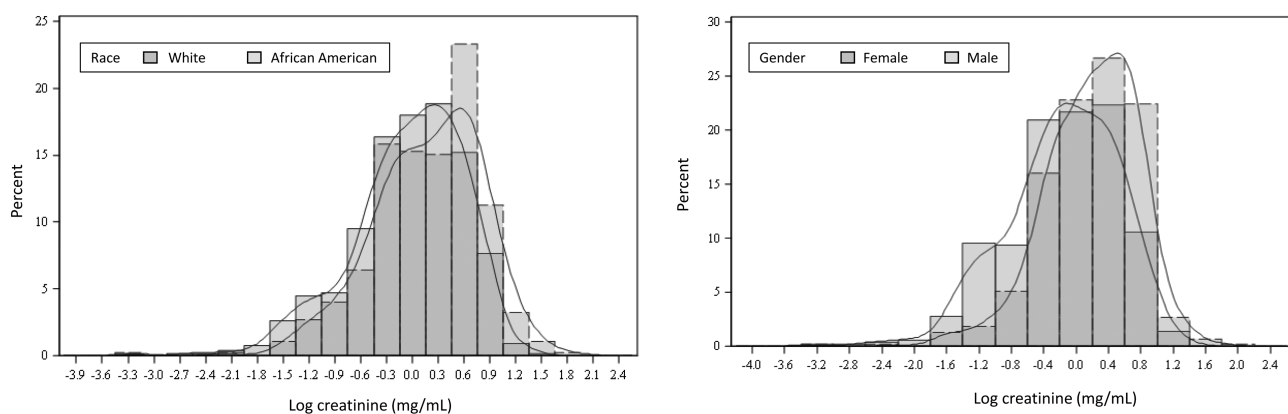 25
20
15
10
5
0
Percent
Race White African American
-3.9 -3.6 -3.3 -3.0 -2.7 -2.4 -2.1 -1.8 -1.5 -1.2 -0.9 -0.6 -0.3 0.0 0.3 0.6 0.9 1.2 1.5 1.8 2.1 2.4
Log creatinine (mg/mL)
30
25
20
15
10
5
0
Percent
Gender Female Male
-4.0 -3.6 -3.2 -2.8 -2.4 -2.0 -1.6 -1.2 -0.8 -0.4 0.0 0.4 0.8 1.2 1.6 2.0 2.4
Log creatinine (mg/mL)